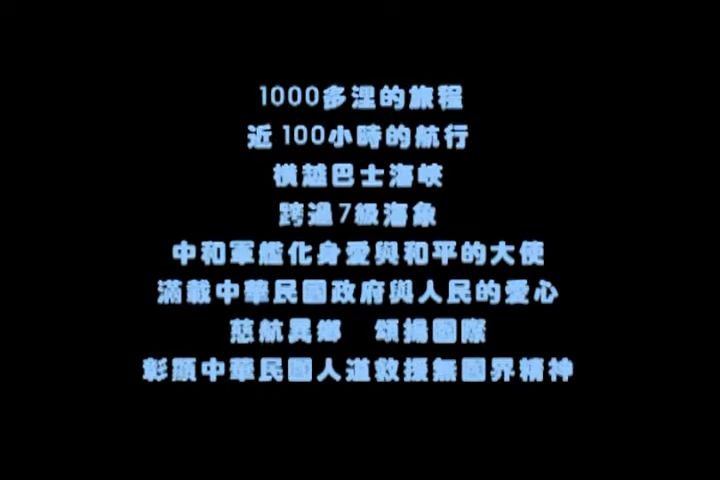 1000多浬的旅程
近100小時的航行
橫越巴士海峽
跨過7級海象
中和軍艦化身愛與和平的大使
滿載中華民國政府與人民的愛心
慈航異鄉　頌揚國際
彰顯中華民國人道救援無國界精神